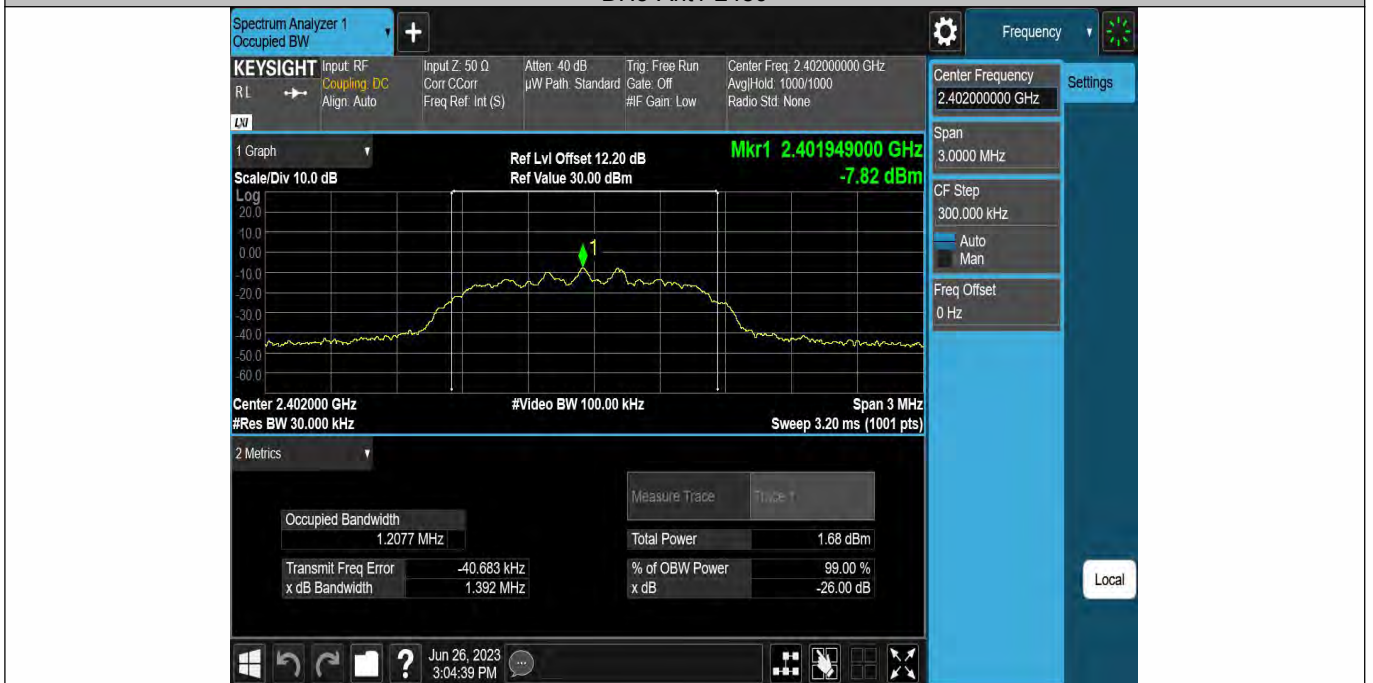 Spectrum Analyzer 1
Occupied BW
+
Frequency
KEYSIGHT
RL
LXI
Input: RF
Coupling: DC
Align: Auto
Input Z: 50 Ω
Corr CCorr
Freq Ref: Int (S)
Atten: 40 dB
µW Path: Standard
Trig: Free Run
Gate: Off
#IF Gain: Low
Center Freq: 2.402000000 GHz
Avg|Hold: 1000/1000
Radio Std: None
Center Frequency
2.402000000 GHz
Settings
Span
3.0000 MHz
CF Step
300.000 kHz
Auto
Man
Freq Offset
0 Hz
Local
1 Graph
Scale/Div 10.0 dB
Ref Lvl Offset 12.20 dB
Ref Value 30.00 dBm
Mkr1 2.401949000 GHz
-7.82 dBm
Log
20.0
10.0
0.00
-10.0
-20.0
-30.0
-40.0
-50.0
-60.0
1
Center 2.402000 GHz
#Video BW 100.00 kHz
Span 3 MHz
#Res BW 30.000 kHz
Sweep 3.20 ms (1001 pts)
2 Metrics
Measure Trace
Trace 1
Occupied Bandwidth
1.2077 MHz
Total Power
1.68 dBm
Transmit Freq Error
-40.683 kHz
% of OBW Power
99.00 %
x dB Bandwidth
1.392 MHz
x dB
-26.00 dB
?
Jun 26, 2023
3:04:39 PM